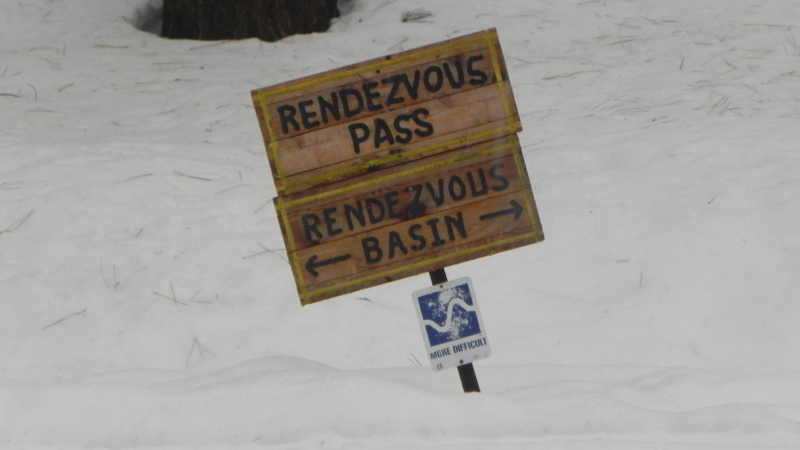 RENDEZVOUS
PASS
RENDEZVOUS
← BASIN →
MORE DIFFICULT